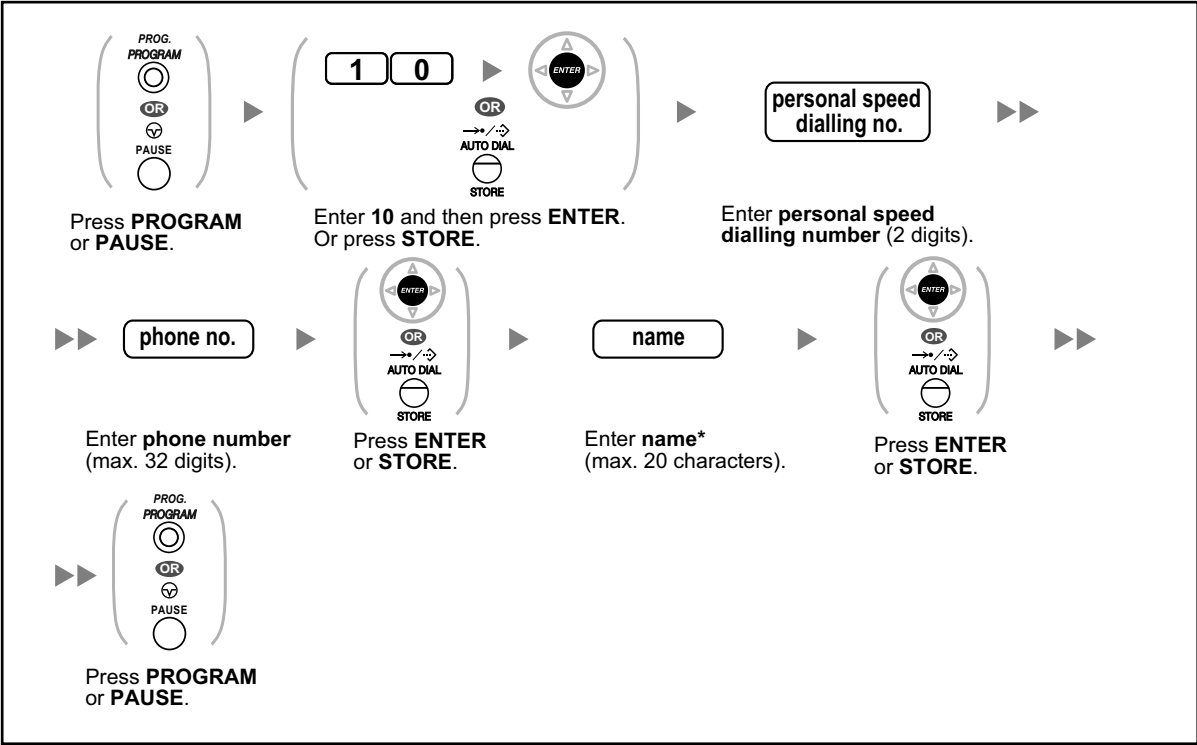 PROG.
PROGRAM
OR
PAUSE
Press PROGRAM
or PAUSE.
1 0
ENTER
OR
AUTO DIAL
STORE
Enter 10 and then press ENTER.
Or press STORE.
personal speed
dialling no.
Enter personal speed
dialling number (2 digits).
phone no.
Enter phone number
(max. 32 digits).
ENTER
OR
AUTO DIAL
STORE
Press ENTER
or STORE.
name
Enter name*
(max. 20 characters).
ENTER
OR
AUTO DIAL
STORE
Press ENTER
or STORE.
PROG.
PROGRAM
OR
PAUSE
Press PROGRAM
or PAUSE.